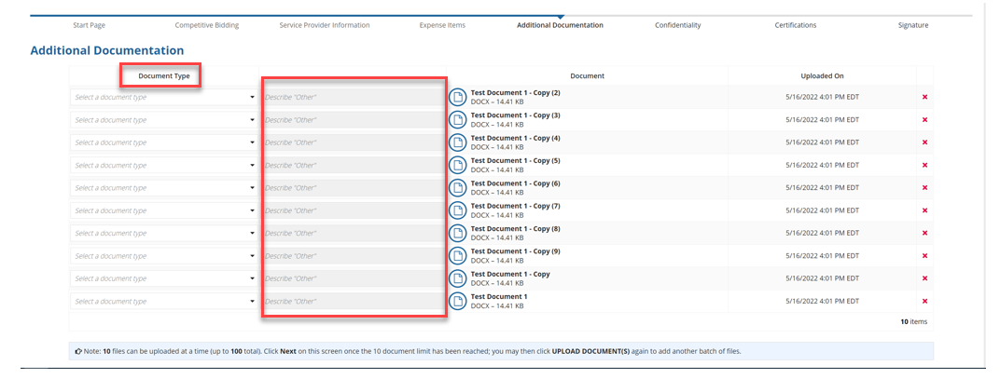 Start Page Competitive Bidding Service Provider Information Expense Items Additional Documentation Confidentiality Certifications Signature
Additional Documentation
Document Type Document Uploaded On
Select a document type Describe "Other" Test Document 1 - Copy (2) 5/16/2022 4:01 PM EDT
DOCX – 14.41 KB
Select a document type Describe "Other" Test Document 1 - Copy (3) 5/16/2022 4:01 PM EDT
DOCX – 14.41 KB
Select a document type Describe "Other" Test Document 1 - Copy (4) 5/16/2022 4:01 PM EDT
DOCX – 14.41 KB
Select a document type Describe "Other" Test Document 1 - Copy (5) 5/16/2022 4:01 PM EDT
DOCX – 14.41 KB
Select a document type Describe "Other" Test Document 1 - Copy (6) 5/16/2022 4:01 PM EDT
DOCX – 14.41 KB
Select a document type Describe "Other" Test Document 1 - Copy (7) 5/16/2022 4:01 PM EDT
DOCX – 14.41 KB
Select a document type Describe "Other" Test Document 1 - Copy (8) 5/16/2022 4:01 PM EDT
DOCX – 14.41 KB
Select a document type Describe "Other" Test Document 1 - Copy (9) 5/16/2022 4:01 PM EDT
DOCX – 14.41 KB
Select a document type Describe "Other" Test Document 1 - Copy 5/16/2022 4:01 PM EDT
DOCX – 14.41 KB
Select a document type Describe "Other" Test Document 1 5/16/2022 4:01 PM EDT
DOCX – 14.41 KB
10 items
Note: 10 files can be uploaded at a time (up to 100 total). Click Next on this screen once the 10 document limit has been reached; you may then click UPLOAD DOCUMENT(S) again to add another batch of files.